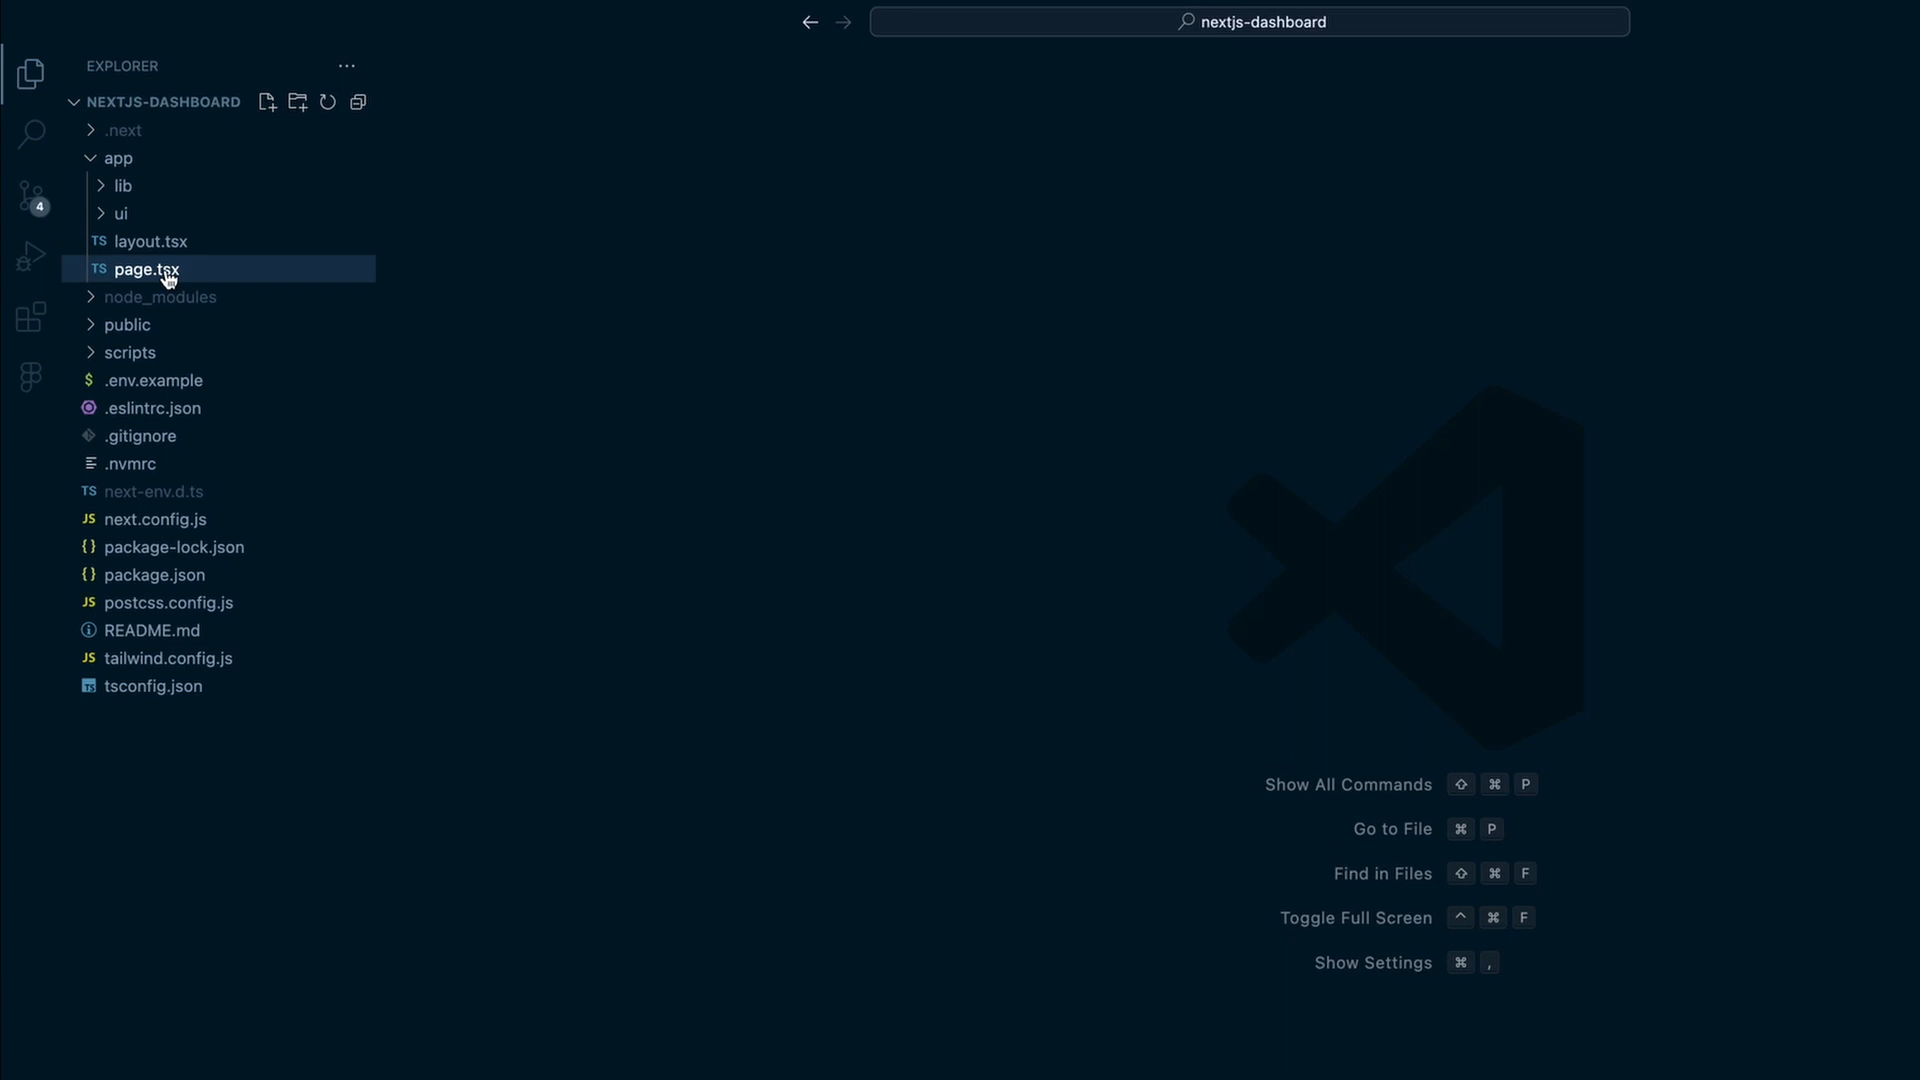 nextjs-dashboard
EXPLORER
NEXTJS-DASHBOARD
.next
app
lib
ui
4
TS layout.tsx
TS page.tsx
node_modules
public
scripts
$ .env.example
.eslintrc.json
.gitignore
.nvmrc
TS next-env.d.ts
JS next.config.js
{} package-lock.json
{} package.json
JS postcss.config.js
README.md
JS tailwind.config.js
TS tsconfig.json
Show All Commands ⇧ ⌘ P
Go to File ⌘ P
Find in Files ⇧ ⌘ F
Toggle Full Screen ^ ⌘ F
Show Settings ⌘ ,